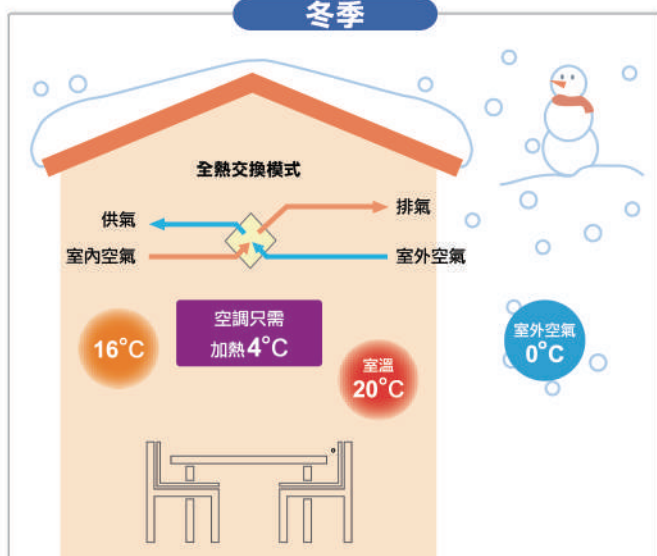 冬季
全熱交換模式
供氣
排氣
室內空氣
室外空氣
空調只需
加熱4°C
16°C
室溫
20°C
室外空氣
0°C